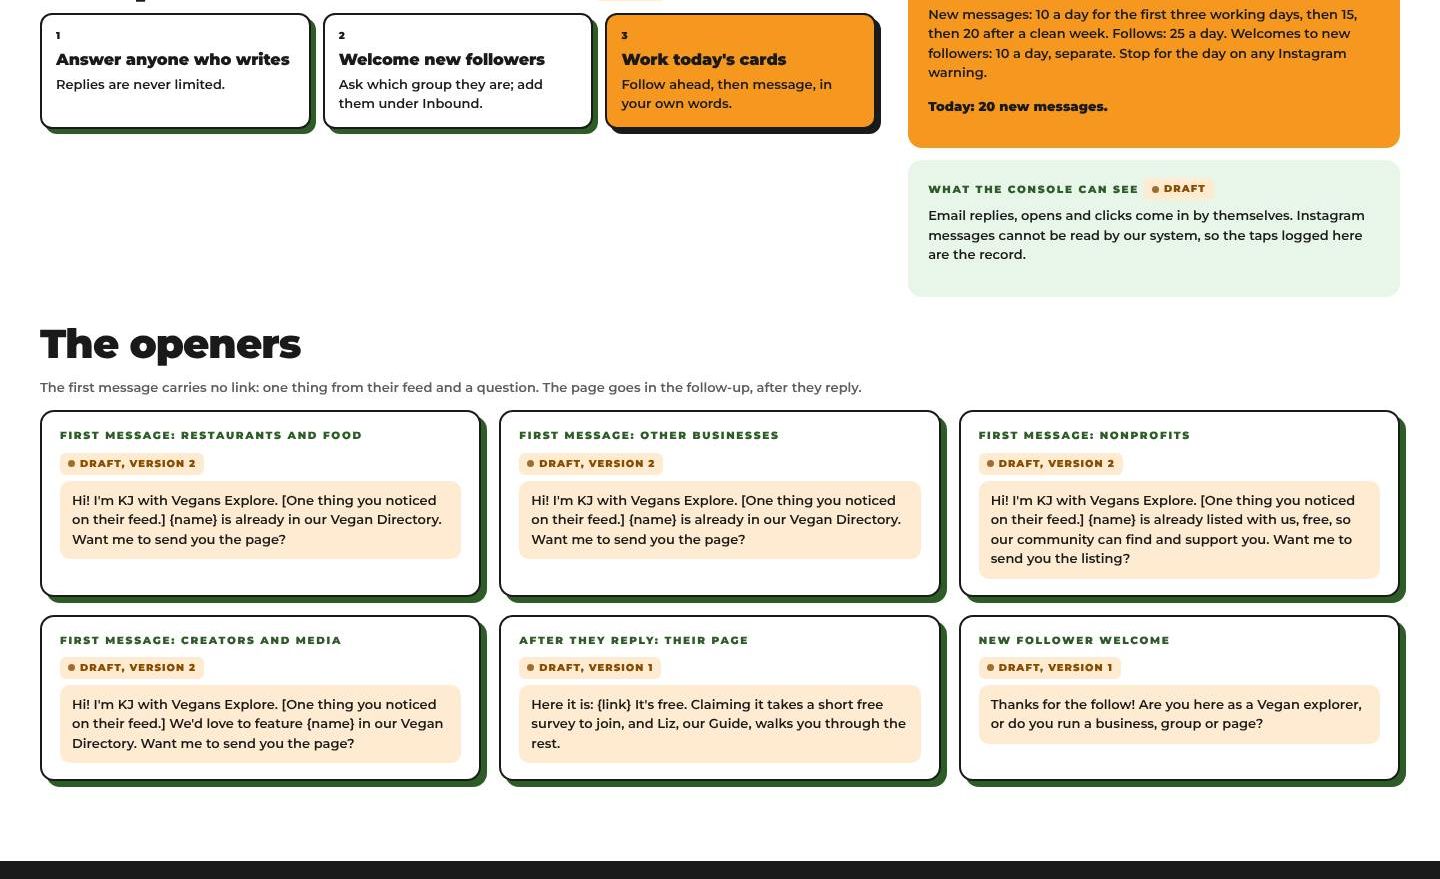 1
Answer anyone who writes
Replies are never limited.
2
Welcome new followers
Ask which group they are; add
them under Inbound.
3
Work today's cards
Follow ahead, then message, in
your own words.
New messages: 10 a day for the first three working days, then 15,
then 20 after a clean week. Follows: 25 a day. Welcomes to new
followers: 10 a day, separate. Stop for the day on any Instagram
warning.
Today: 20 new messages.
WHAT THE CONSOLE CAN SEE DRAFT
Email replies, opens and clicks come in by themselves. Instagram
messages cannot be read by our system, so the taps logged here
are the record.
The openers
The first message carries no link: one thing from their feed and a question. The page goes in the follow-up, after they reply.
FIRST MESSAGE: RESTAURANTS AND FOOD
DRAFT, VERSION 2
Hi! I'm KJ with Vegans Explore. [One thing you noticed
on their feed.] {name} is already in our Vegan Directory.
Want me to send you the page?
FIRST MESSAGE: OTHER BUSINESSES
DRAFT, VERSION 2
Hi! I'm KJ with Vegans Explore. [One thing you noticed
on their feed.] {name} is already in our Vegan Directory.
Want me to send you the page?
FIRST MESSAGE: NONPROFITS
DRAFT, VERSION 2
Hi! I'm KJ with Vegans Explore. [One thing you noticed
on their feed.] {name} is already listed with us, free, so
our community can find and support you. Want me to
send you the listing?
FIRST MESSAGE: CREATORS AND MEDIA
DRAFT, VERSION 2
Hi! I'm KJ with Vegans Explore. [One thing you noticed
on their feed.] We'd love to feature {name} in our Vegan
Directory. Want me to send you the page?
AFTER THEY REPLY: THEIR PAGE
DRAFT, VERSION 1
Here it is: {link} It's free. Claiming it takes a short free
survey to join, and Liz, our Guide, walks you through the
rest.
NEW FOLLOWER WELCOME
DRAFT, VERSION 1
Thanks for the follow! Are you here as a Vegan explorer,
or do you run a business, group or page?